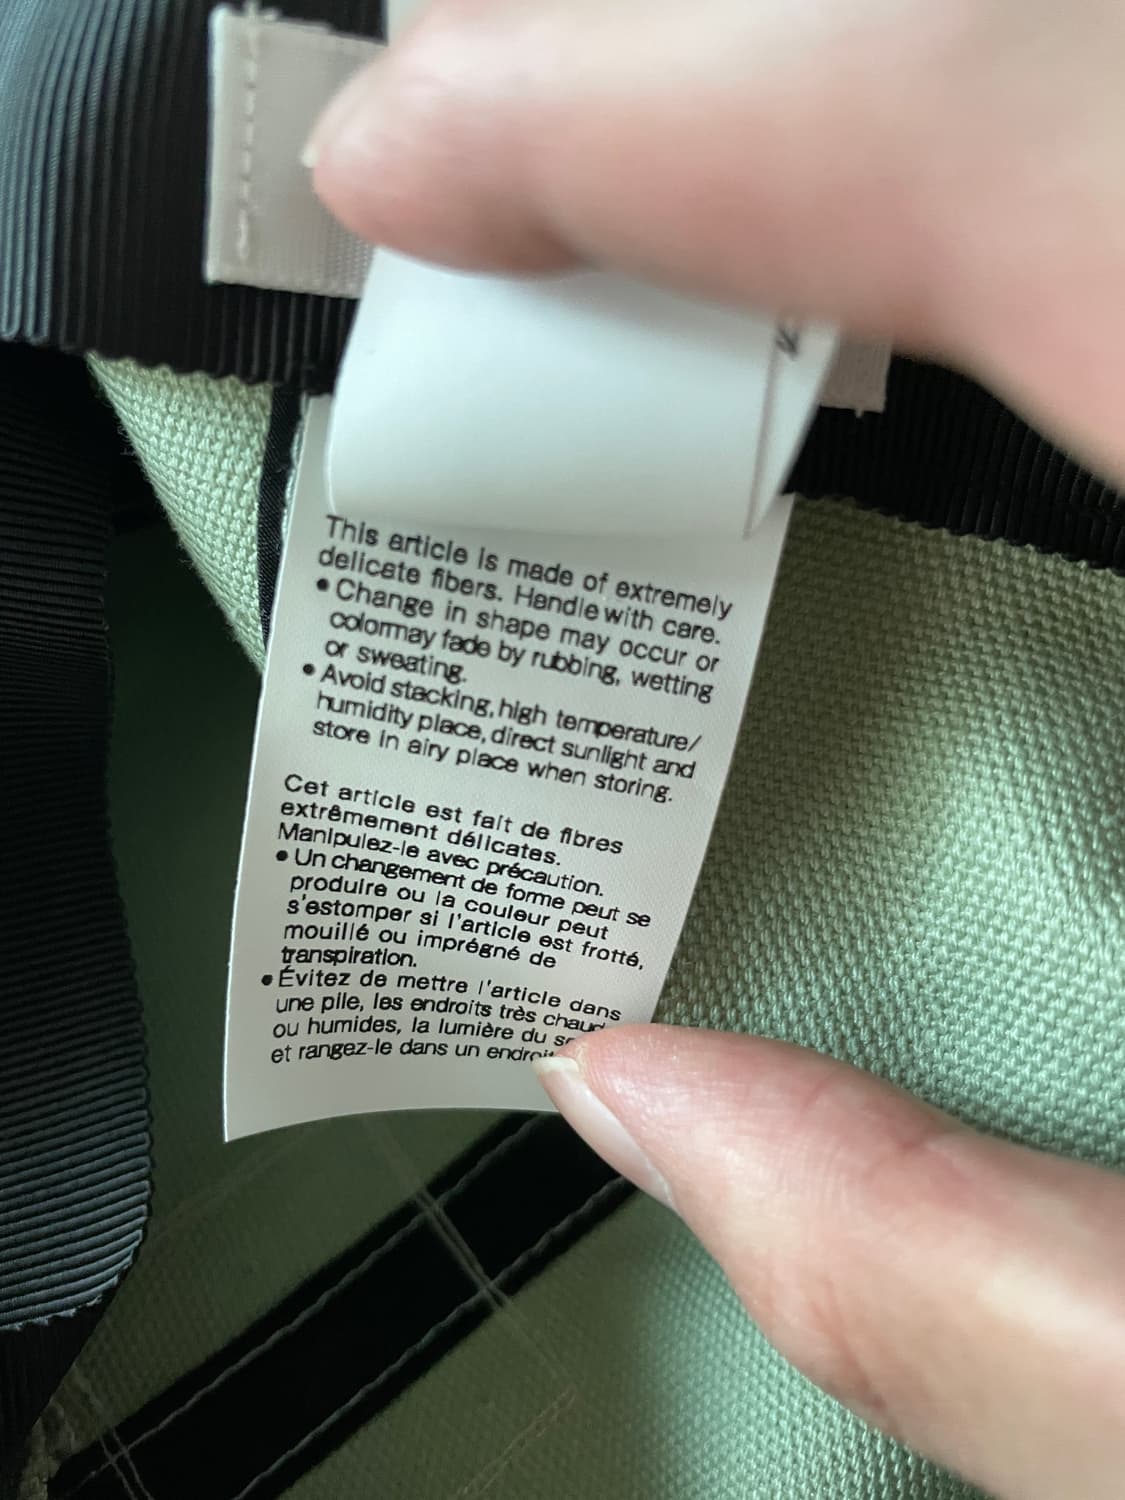 This article is made of extremely
delicate fibers. Handle with care.
• Change in shape may occur or
colormay fade by rubbing, wetting
or sweating.
• Avoid stacking, high temperature/
humidity place, direct sunlight and
store in airy place when storing.
Cet article est fait de fibres
extrêmement délicates.
Manipulez-le avec précaution.
• Un changement de forme peut se
produire ou la couleur peut
s'estomper si l'article est frotté,
mouillé ou imprégné de
transpiration.
• Évitez de mettre l'article dans
une pile, les endroits très
ou humides, la lumière du
et rangez-le dans un